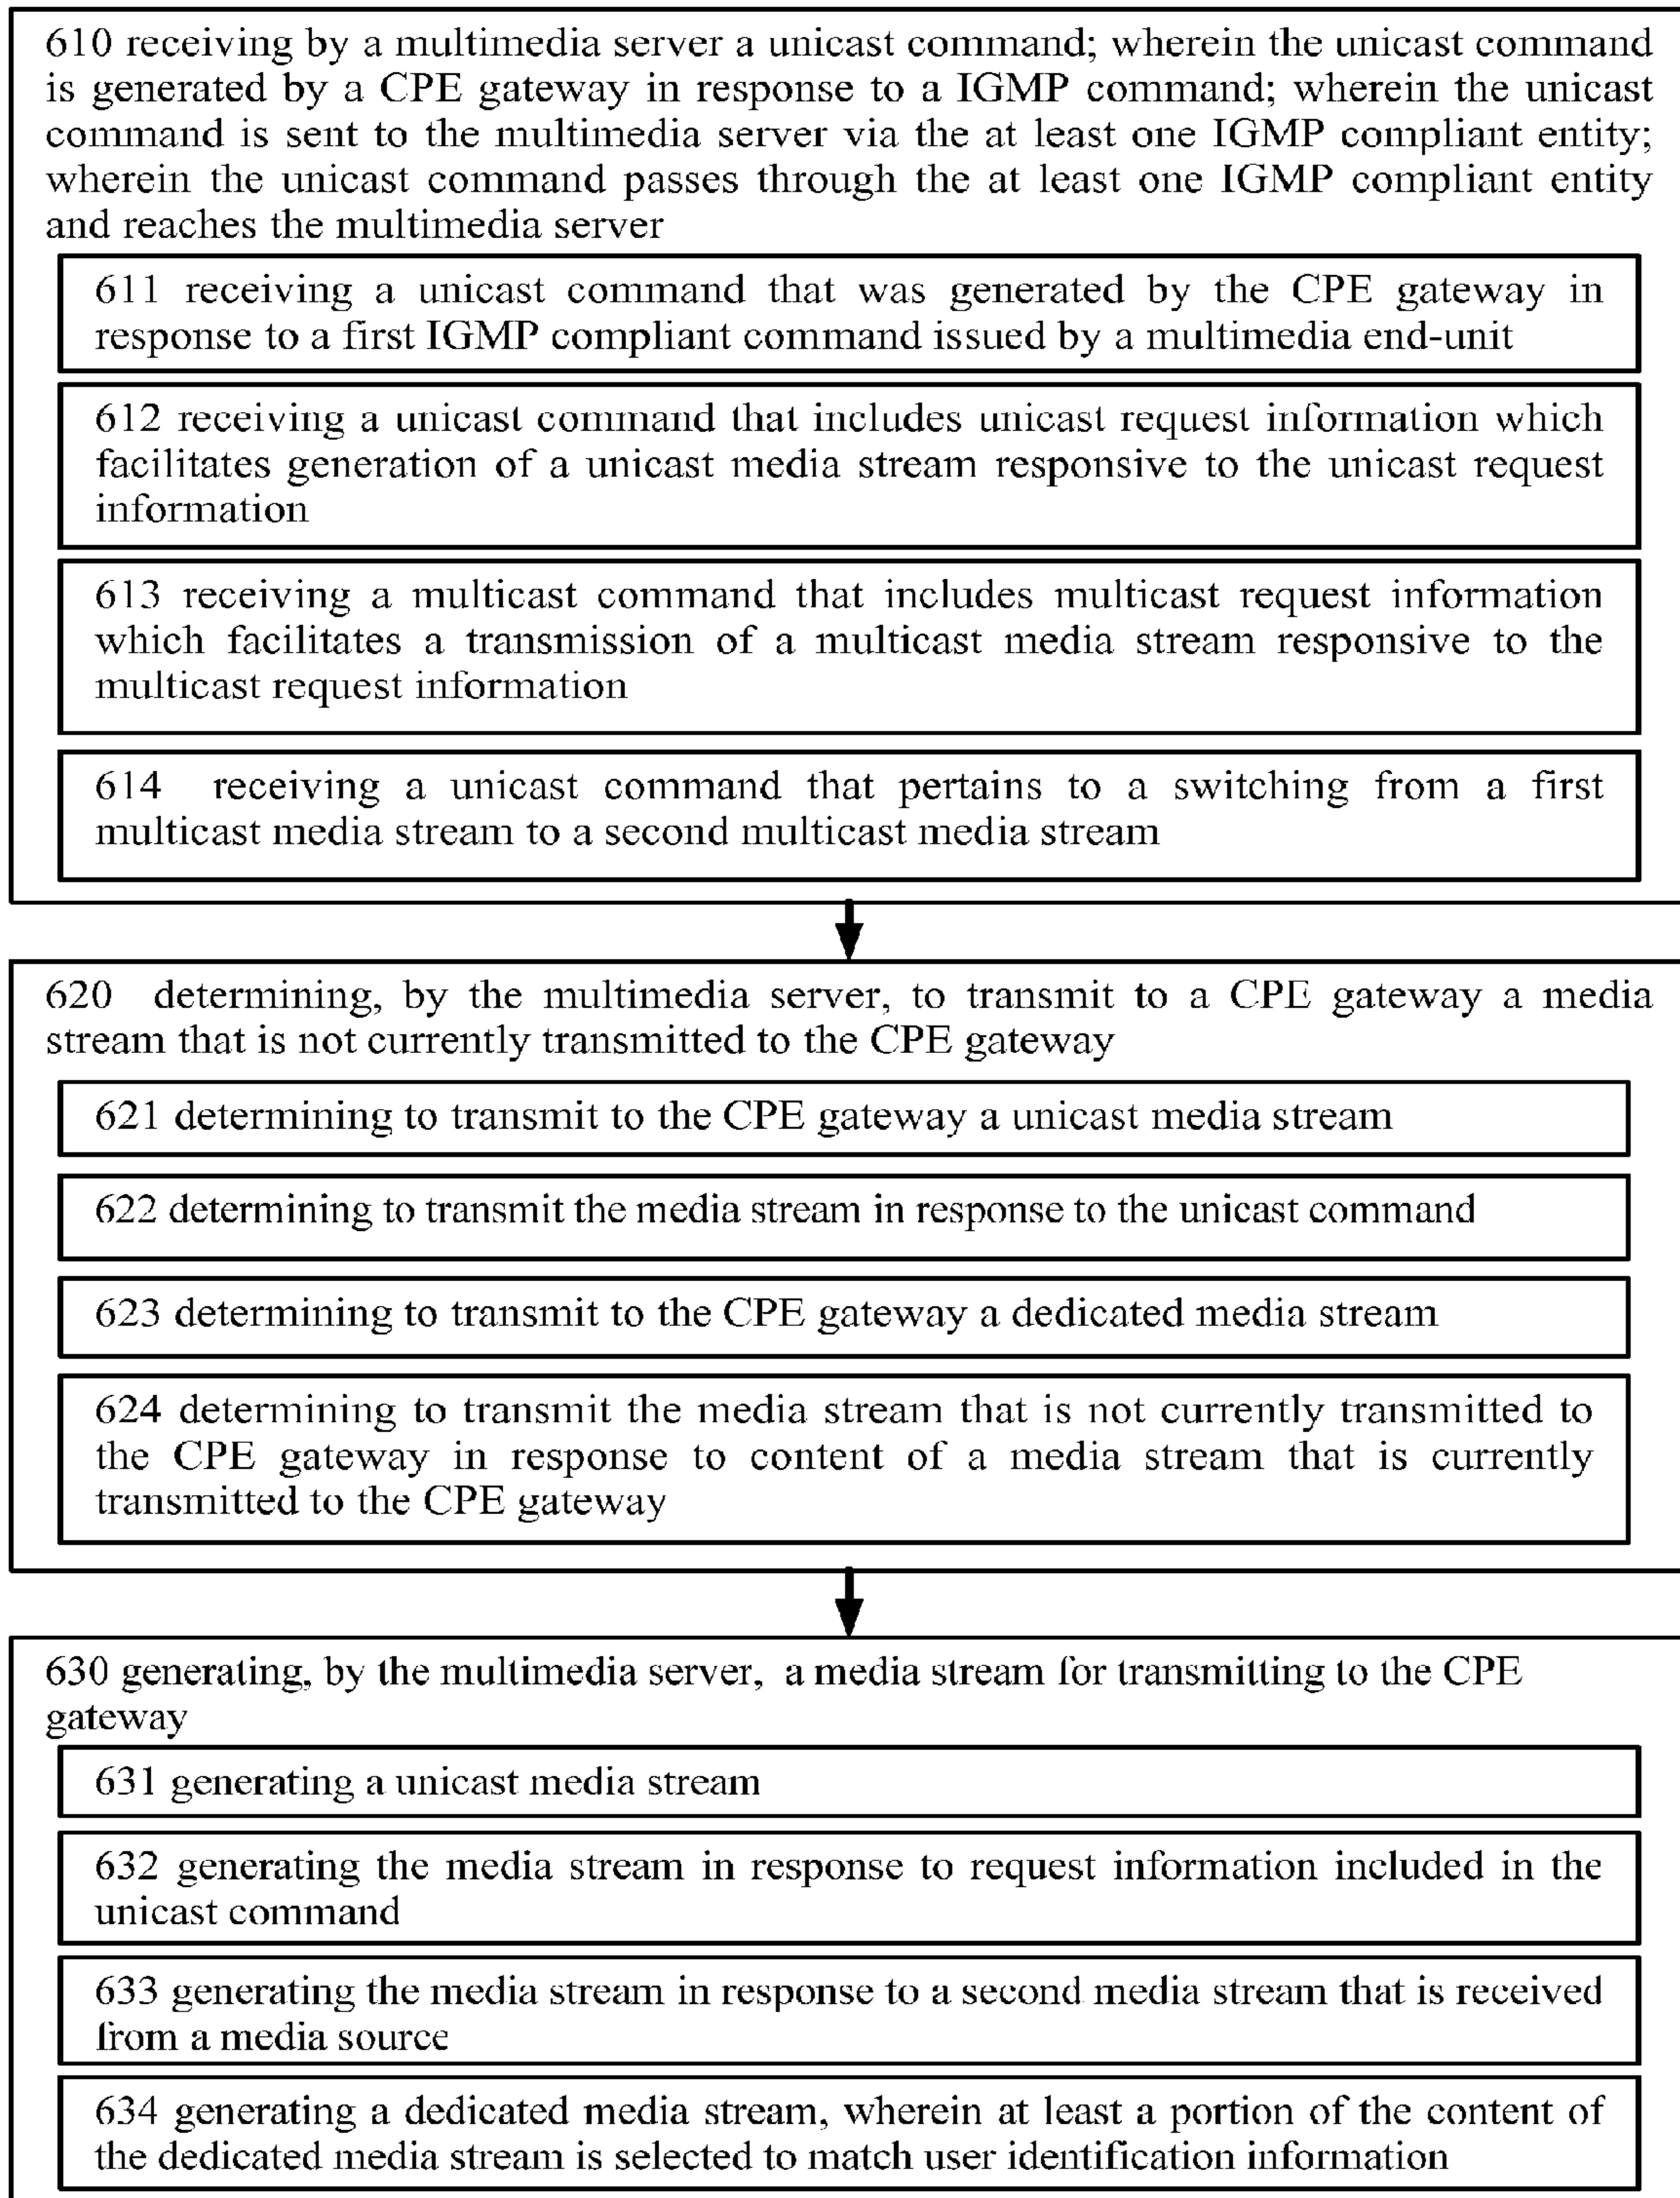 610 receiving by a multimedia server a unicast command; wherein the unicast command
is generated by a CPE gateway in response to a IGMP command; wherein the unicast
command is sent to the multimedia server via the at least one IGMP compliant entity;
wherein the unicast command passes through the at least one IGMP compliant entity
and reaches the multimedia server
611 receiving a unicast command that was generated by the CPE gateway in
response to a first IGMP compliant command issued by a multimedia end-unit
612 receiving a unicast command that includes unicast request information which
facilitates generation of a unicast media stream responsive to the unicast request
information
613 receiving a multicast command that includes multicast request information
which facilitates a transmission of a multicast media stream responsive to the
multicast request information
614 receiving a unicast command that pertains to a switching from a first
multicast media stream to a second multicast media stream
620 determining, by the multimedia server, to transmit to a CPE gateway a media
stream that is not currently transmitted to the CPE gateway
621 determining to transmit to the CPE gateway a unicast media stream
622 determining to transmit the media stream in response to the unicast command
623 determining to transmit to the CPE gateway a dedicated media stream
624 determining to transmit the media stream that is not currently transmitted to
the CPE gateway in response to content of a media stream that is currently
transmitted to the CPE gateway
630 generating, by the multimedia server, a media stream for transmitting to the CPE
gateway
631 generating a unicast media stream
632 generating the media stream in response to request information included in the
unicast command
633 generating the media stream in response to a second media stream that is received
from a media source
634 generating a dedicated media stream, wherein at least a portion of the content of
the dedicated media stream is selected to match user identification information